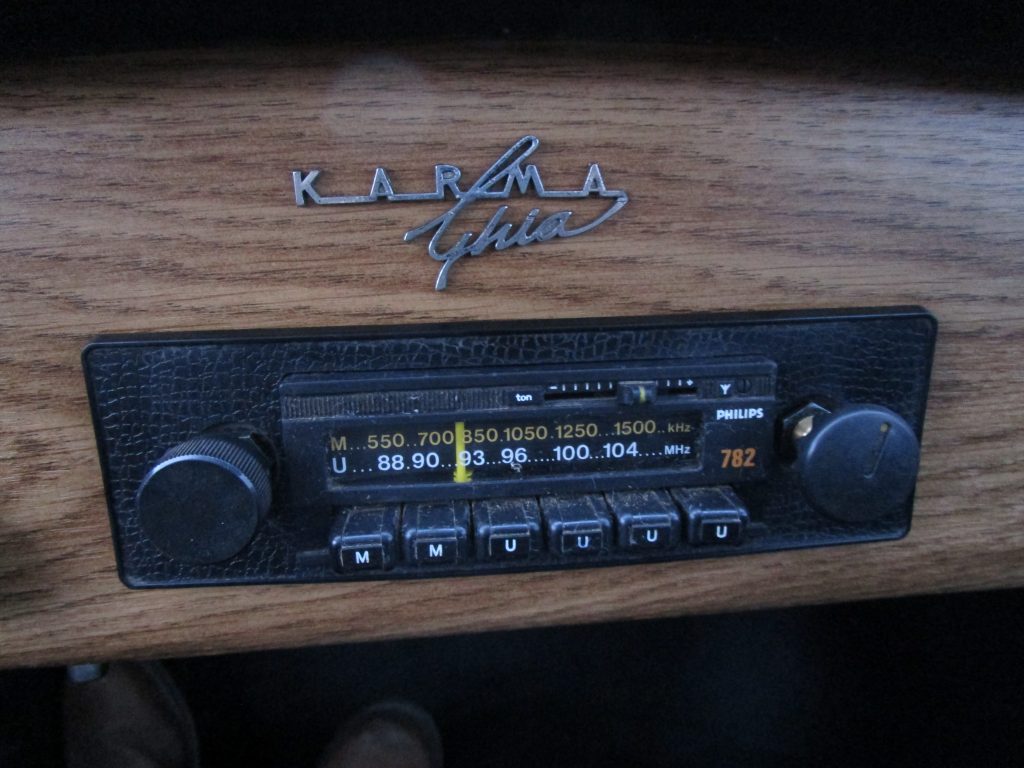 KARMA
Ghia
ton - +
PHILIPS
M...550..700 850.1050.1250...1500..kHz
U...88.90...93..96....100...104....MHz
782
M M U U U U